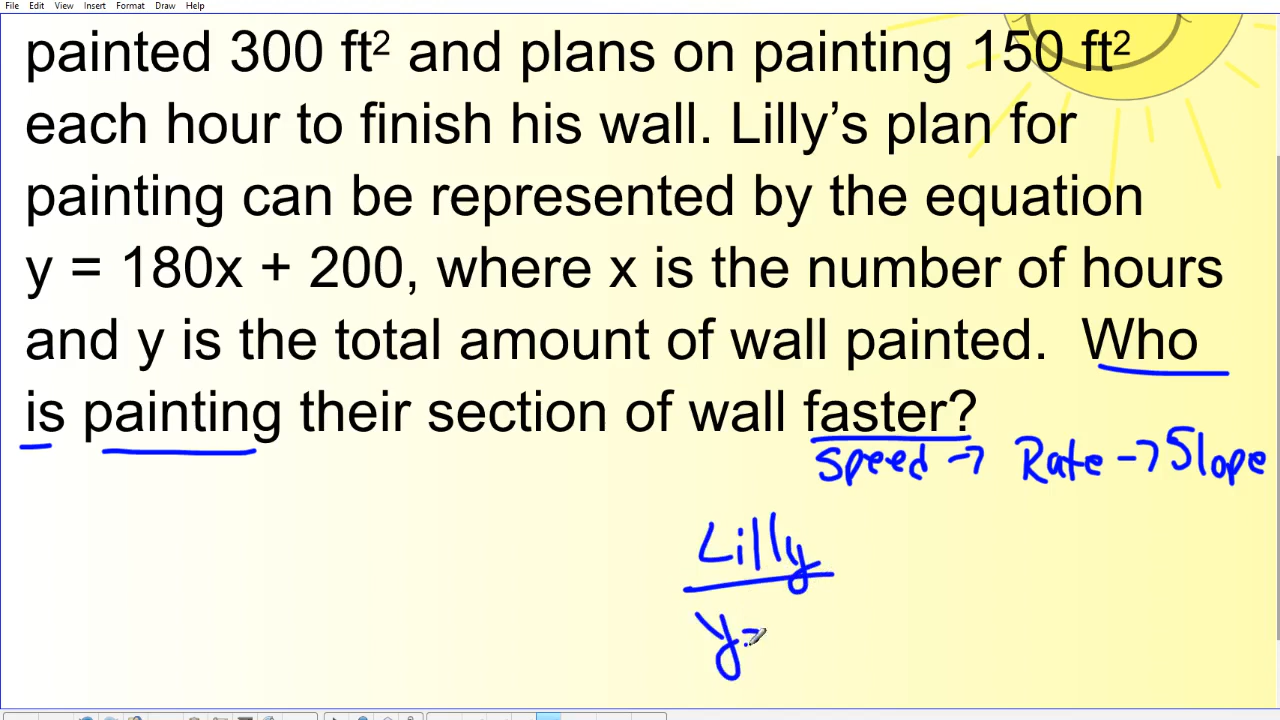 File Edit View Insert Format Draw Help
painted 300 ft² and plans on painting 150 ft²
each hour to finish his wall. Lilly’s plan for
painting can be represented by the equation
y = 180x + 200, where x is the number of hours
and y is the total amount of wall painted. Who
is painting their section of wall faster?
Speed → Rate → Slope
Lilly
y=